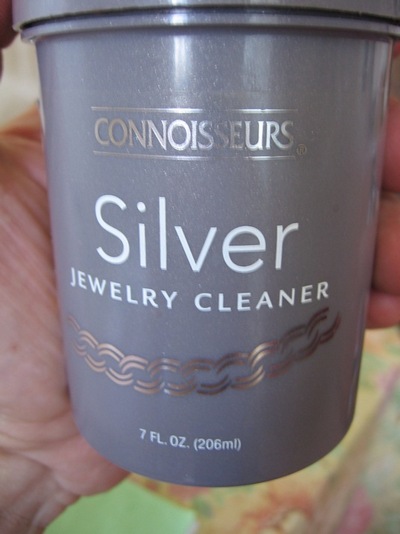 CONNOISSEURS®
Silver
JEWELRY CLEANER
7 FL. OZ. (206ml)